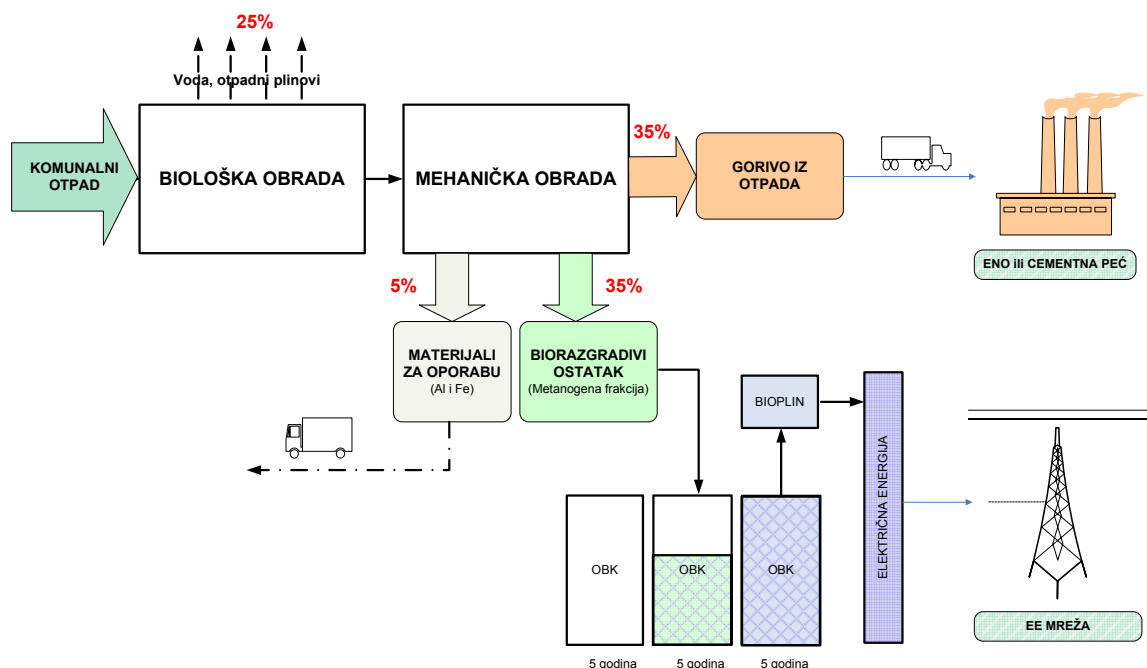 25%
Voda, otpadni plinovi
KOMUNALNI
OTPAD
BIOLOŠKA OBRADA
MEHANIČKA OBRADA
35%
GORIVO IZ
OTPADA
ENO ili CEMENTNA PEĆ
5%
35%
MATERIJALI
ZA OPORABU
(Al i Fe)
BIORAZGRADIVI
OSTATAK
(Metanogena frakcija)
BIOPLIN
ELEKTRIČNA ENERGIJA
OBK
OBK
OBK
EE MREŽA
5 godina
5 godina
5 godina